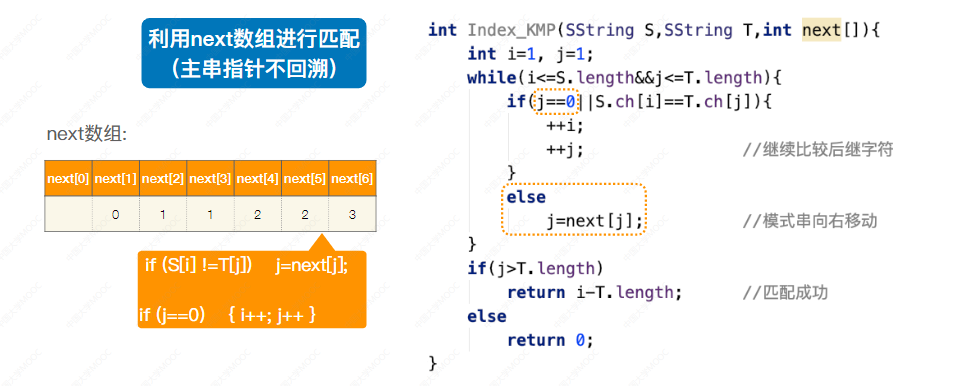 利用next数组进行匹配
（主串指针不回溯）
next数组:
next[0] next[1] next[2] next[3] next[4] next[5] next[6]
0 1 1 2 2 3
if (S[i] !=T[j]) j=next[j];
if (j==0) { i++; j++ }
int Index_KMP(SString S,SString T,int next[]){
int i=1, j=1;
while(i<=S.length&&j<=T.length){
if(j==0||S.ch[i]==T.ch[j]){
++i;
++j; //继续比较后继字符
}
else
j=next[j]; //模式串向右移动
}
if(j>T.length)
return i-T.length; //匹配成功
else
return 0;
}